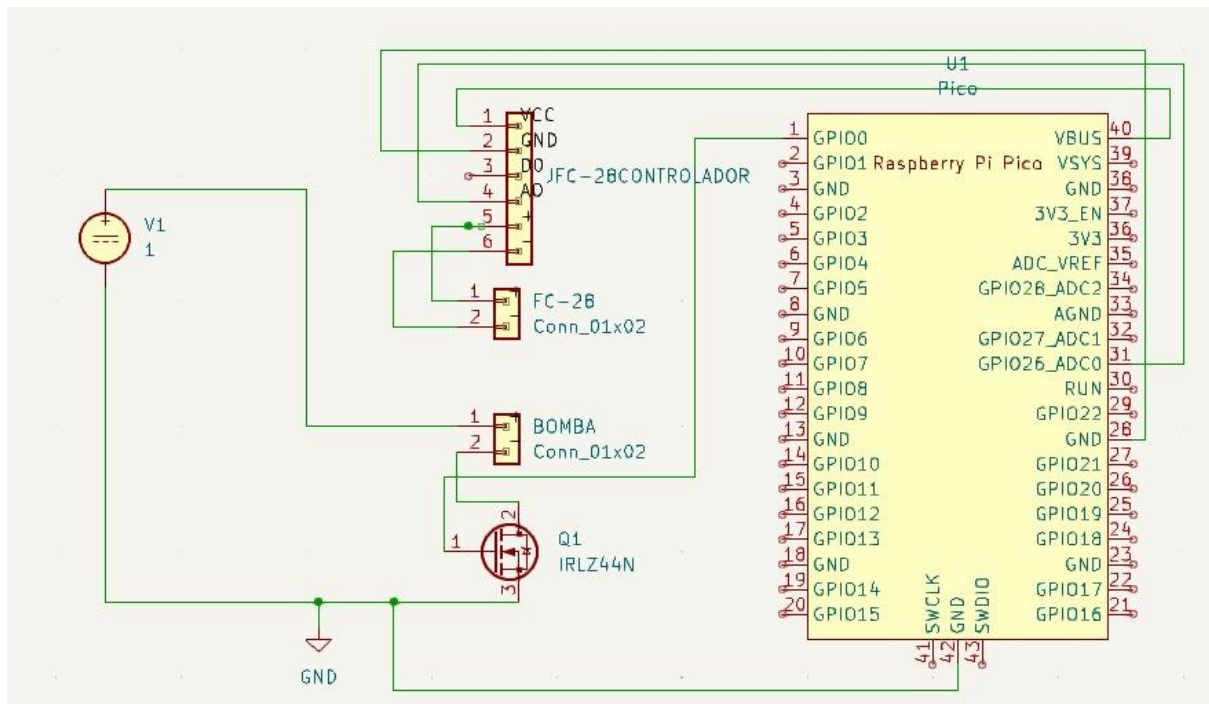 U1
Pico
1 VCC
2 GND
3 D0
4 A0
5 +
6 -
JFC-28CONTROLADOR
V1
1
+
1
2
FC-28
Conn_01x02
1 +
2 -
BOMBA
Conn_01x02
1
2
3
Q1
IRLZ44N
GND
Raspberry Pi Pico
1 GPIO0
2 GPIO1
3 GND
4 GPIO2
5 GPIO3
6 GPIO4
7 GPIO5
8 GND
9 GPIO6
10 GPIO7
11 GPIO8
12 GPIO9
13 GND
14 GPIO10
15 GPIO11
16 GPIO12
17 GPIO13
18 GND
19 GPIO14
20 GPIO15
VBUS 40
VSYS 39
GND 38
3V3_EN 37
3V3 36
ADC_VREF 35
GPIO28_ADC2 34
AGND 33
GPIO27_ADC1 32
GPIO26_ADC0 31
RUN 30
GPIO22 29
GND 28
GPIO21 27
GPIO20 26
GPIO19 25
GPIO18 24
GND 23
GPIO17 22
GPIO16 21
SWCLK 41
GND 42
SWDIO 43